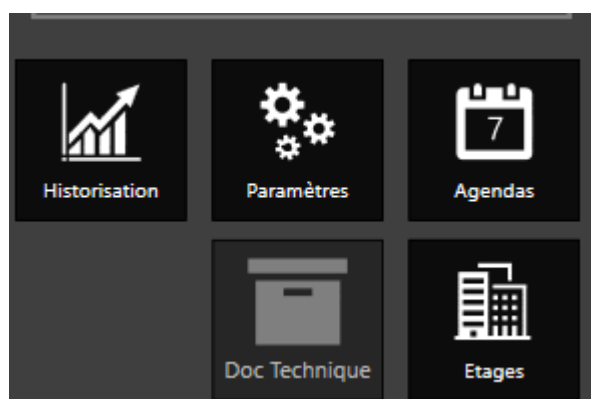 Historisation
Paramètres
7
Agendas
Doc Technique
Etages